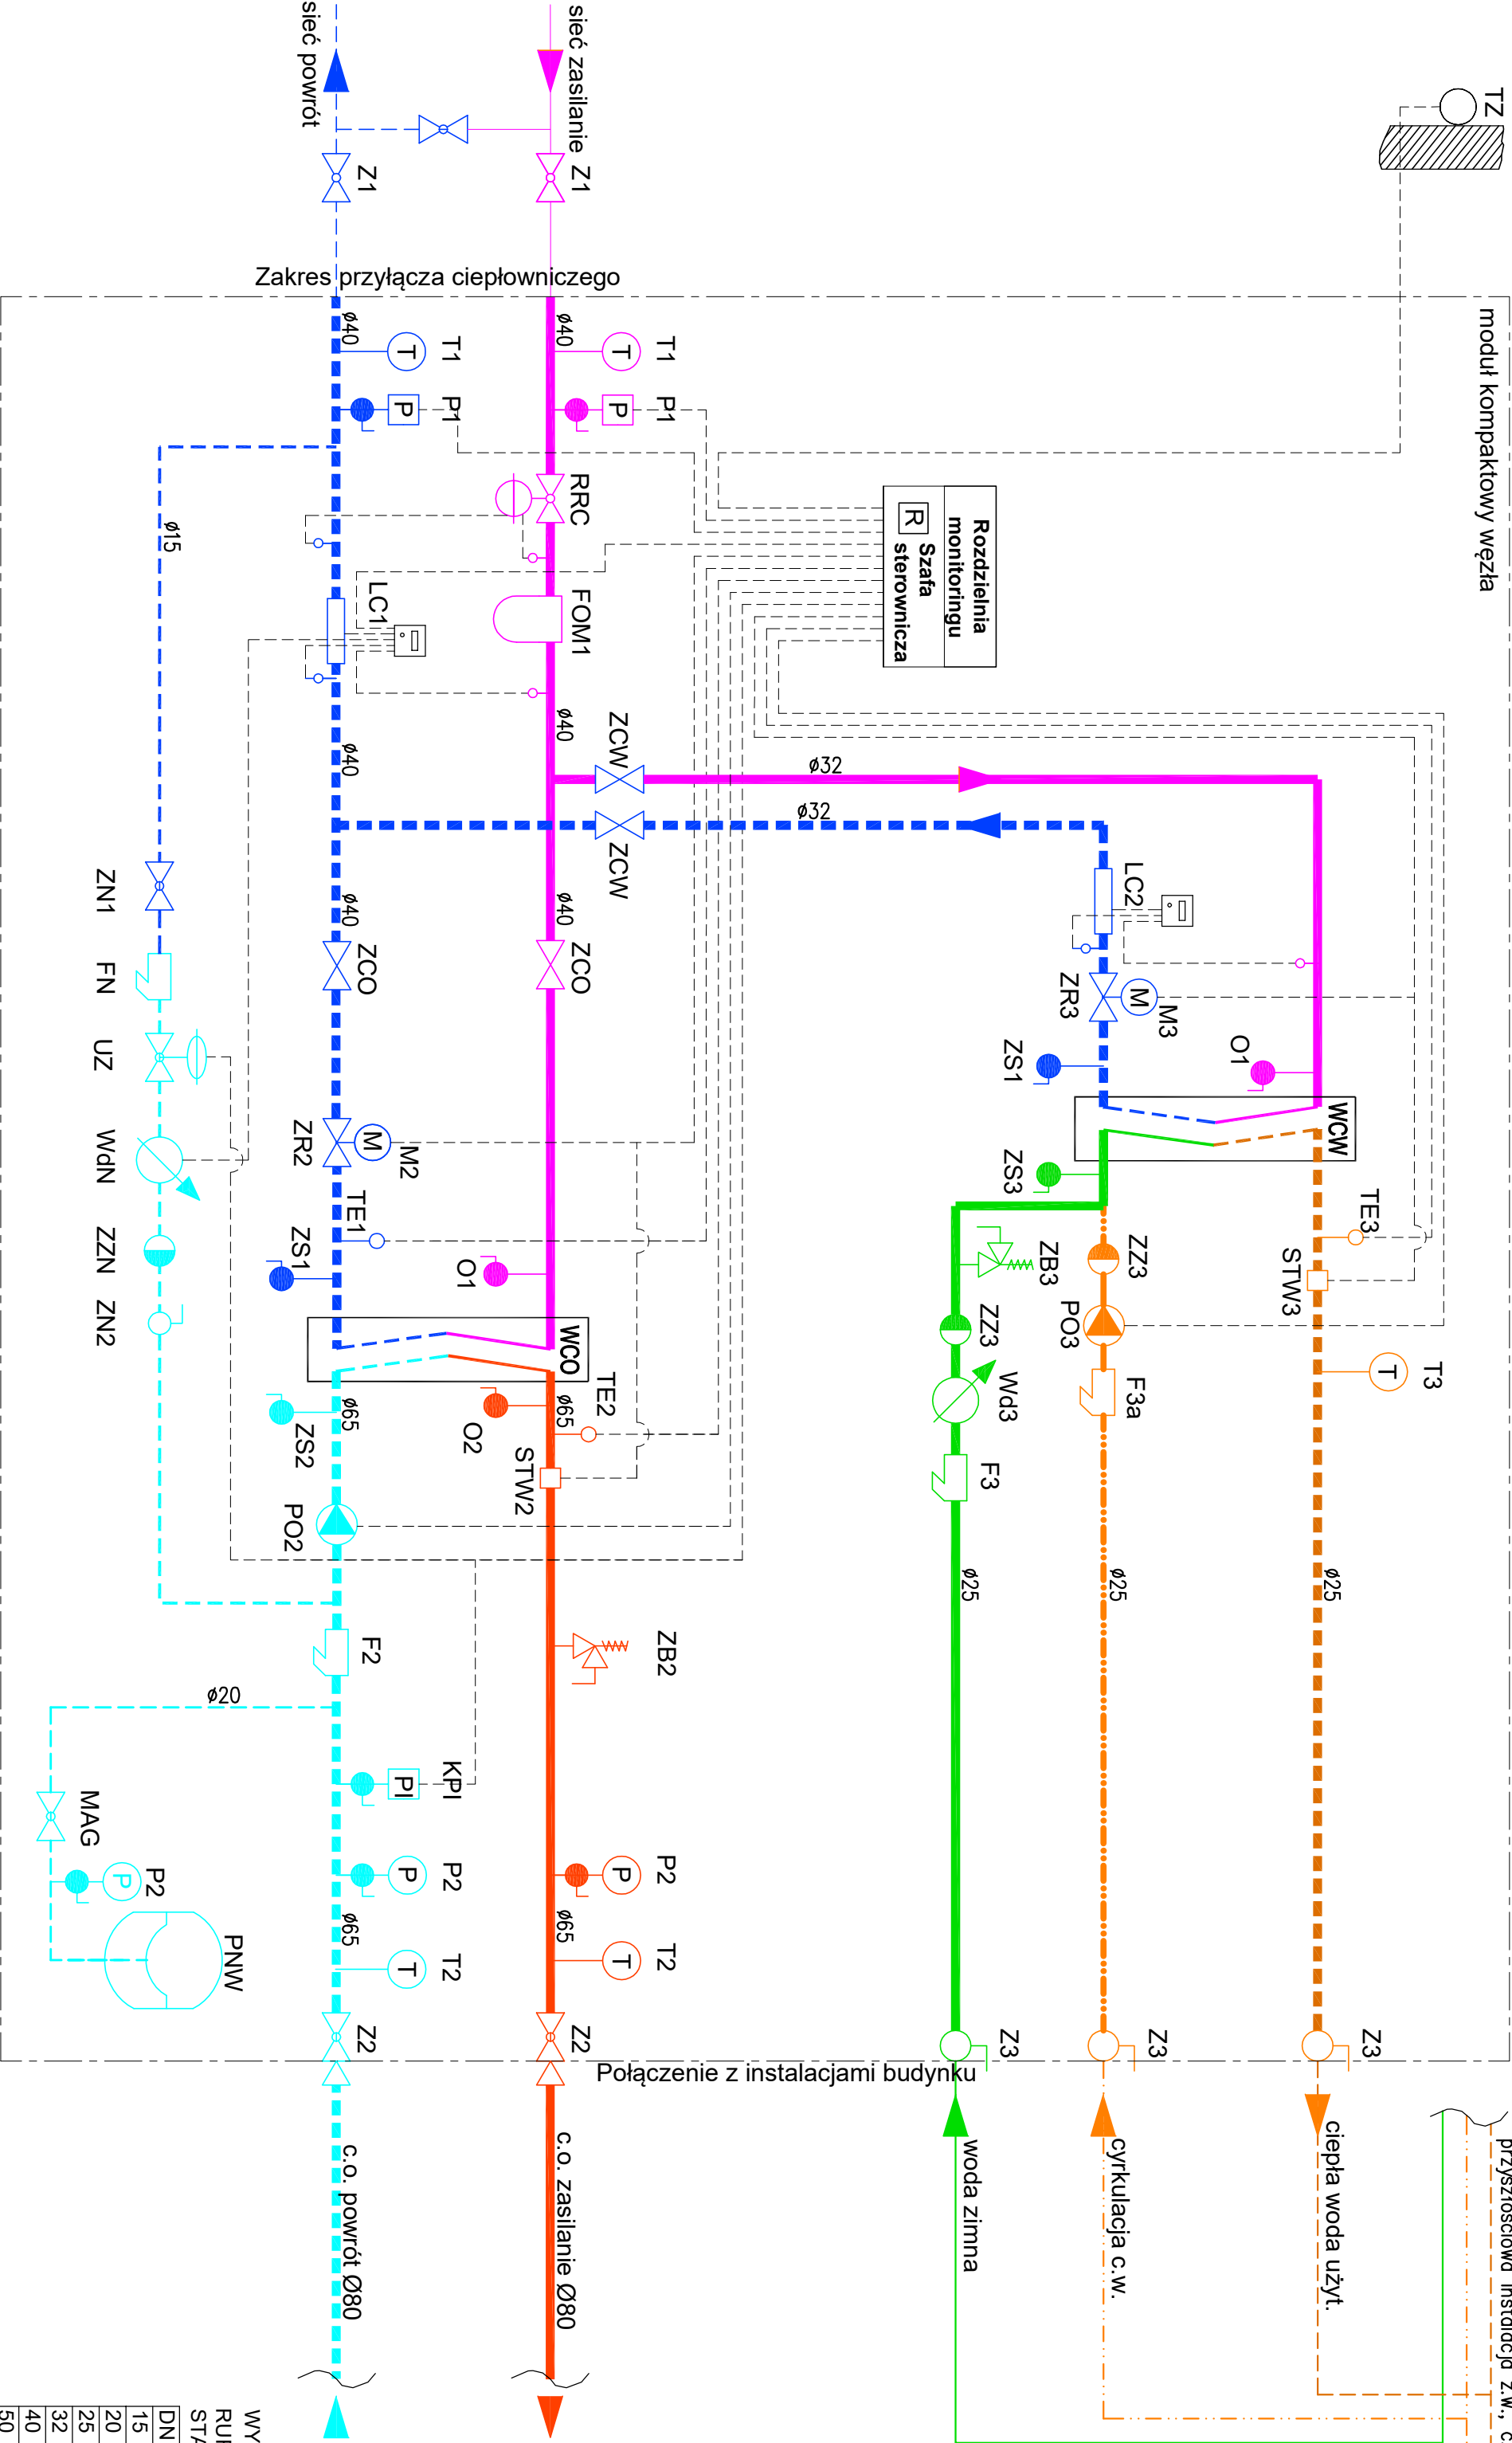 TZ
moduł kompaktowy węzła
sieć zasilanie
sieć powrót
Z1
Z1
Zakres przyłącza ciepłowniczego
ø40
ø40
T1
T
T1
T
P1
P
P1
P
RRC
FOM1
LC1
Rozdzielnia
monitoringu
R
Szafa
sterownicza
ø15
ø40
ø40
ZCW
ZCW
ø32
ø32
ø40
ø40
ZCO
ZCO
LC2
ZR3
M
M3
ZS1
O1
WCW
ZS3
TE3
STW3
T3
T
ZB3
ZZ3
PO3
F3a
ZZ3
Wd3
F3
ZN1
FN
UZ
WdN
ZZN
ZN2
ZR2
M
M2
TE1
ZS1
O1
WCO
TE2
ø65
O2
STW2
ø65
ZS2
PO2
F2
ZB2
ø25
ø25
ø25
ø20
MAG
P2
P
PNW
KPI
PI
P2
P
P2
P
ø65
ø65
T2
T
T2
T
Z2
Z2
Z3
Z3
Z3
Połączenie z instalacjami budynku
c.o. powrót Ø80
c.o. zasilanie Ø80
woda zimna
cyrkulacja c.w.
ciepła woda użyt.
przyszłościowa instalacja z.w., c.
WY
RUI
STA
DN
15
20
25
32
40
50